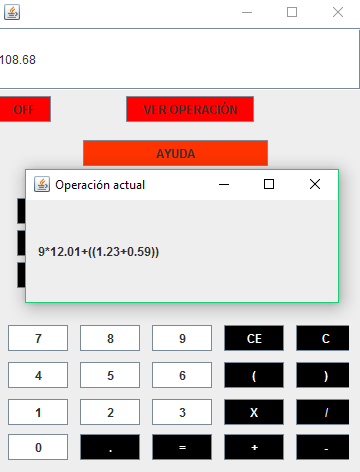 108.68
OFF VER OPERACIÓN
AYUDA
Operación actual
9*12.01+((1.23+0.59))
7 8 9 CE C
4 5 6 ( )
1 2 3 X /
0 . = + -